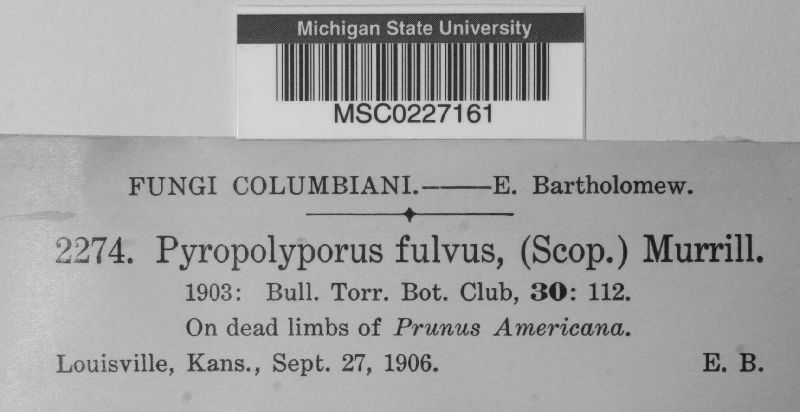 Michigan State University
MSC0227161
FUNGI COLUMBIANI.——E. Bartholomew.
2274. Pyropolyporus fulvus, (Scop.) Murrill.
1903: Bull. Torr. Bot. Club, 30: 112.
On dead limbs of Prunus Americana.
Louisville, Kans., Sept. 27, 1906. E. B.